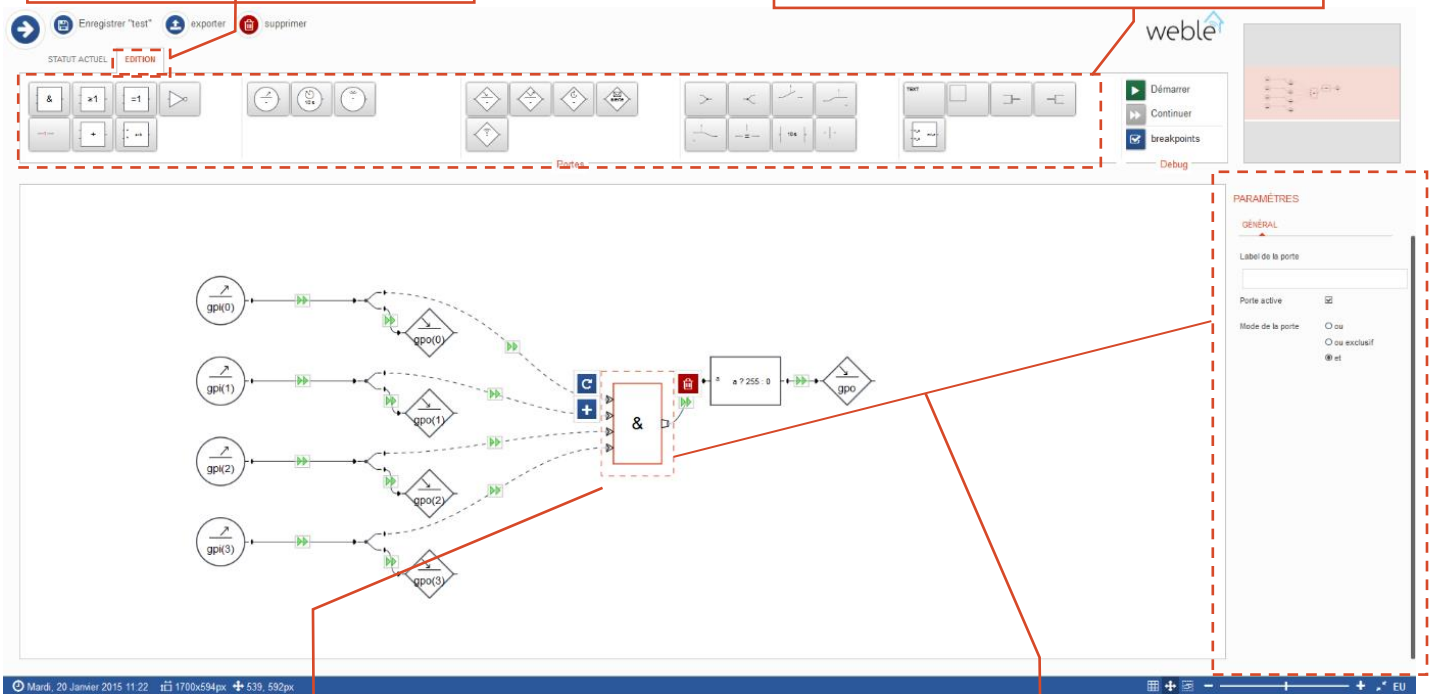 Enregistrer "test"
exporter
supprimer
weble
STATUT ACTUEL
EDITION
&
≥1
=1
10 s
TEXT
+
10 s
Portes
Démarrer
Continuer
breakpoints
Debug
PARAMÈTRES
GÉNÉRAL
Label de la porte
Porte active
Mode de la porte
ou
ou exclusif
et
gpi(0)
gpo(0)
gpi(1)
gpo(1)
gpi(2)
gpo(2)
gpi(3)
gpo(3)
&
a
a ? 255 : 0
gpo
Mardi, 20 Janvier 2015 11:22
1700x594px
539, 592px
EU